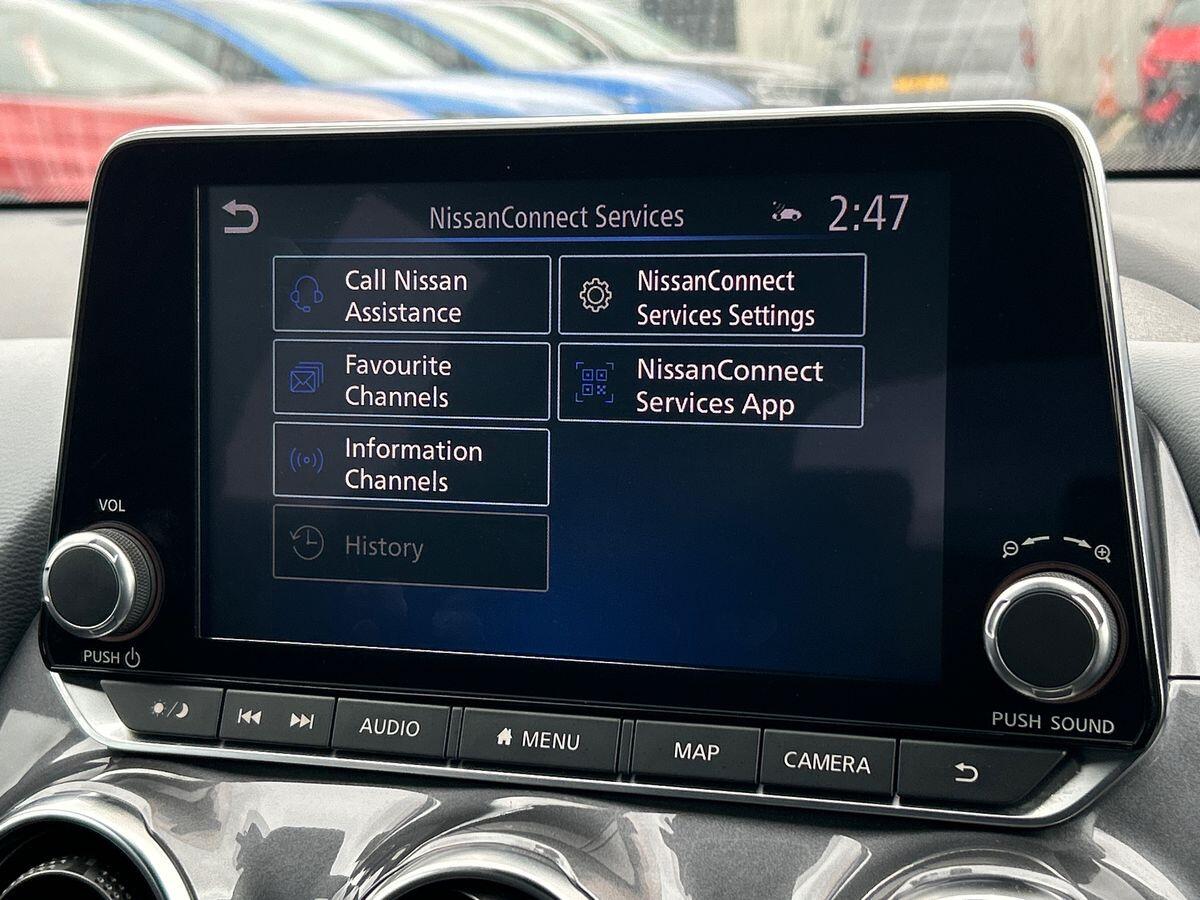 NissanConnect Services
2:47
Call Nissan
Assistance
NissanConnect
Services Settings
Favourite
Channels
NissanConnect
Services App
Information
Channels
History
VOL
PUSH
PUSH SOUND
AUDIO
MENU
MAP
CAMERA